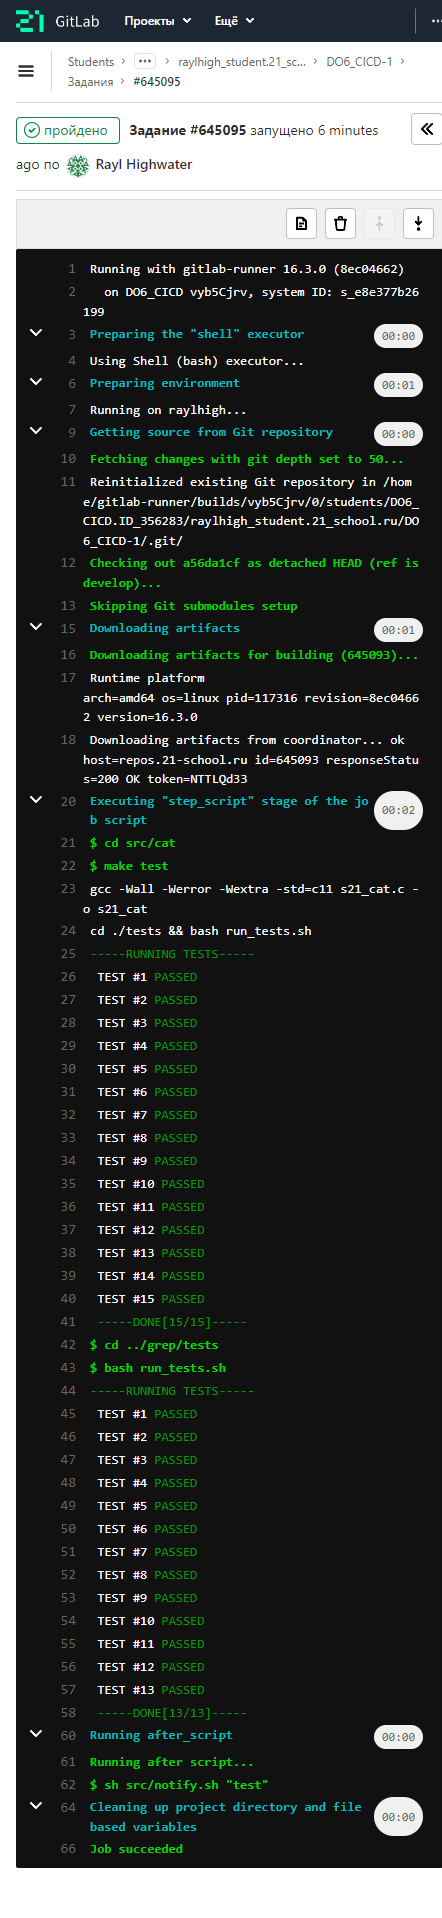 GitLab Проекты Ещё
Students ··· raylhigh_student.21_sc... DO6_CICD-1
Задания #645095
пройдено Задание #645095 запущено 6 minutes
ago по Rayl Highwater
1 Running with gitlab-runner 16.3.0 (8ec04662)
2 on DO6_CICD vyb5Cjrv, system ID: s_e8e377b26
199
3 Preparing the "shell" executor 00:00
4 Using Shell (bash) executor...
6 Preparing environment 00:01
7 Running on raylhigh...
9 Getting source from Git repository 00:00
10 Fetching changes with git depth set to 50...
11 Reinitialized existing Git repository in /hom
e/gitlab-runner/builds/vyb5Cjrv/0/students/DO6_
CICD.ID_356283/raylhigh_student.21_school.ru/DO
6_CICD-1/.git/
12 Checking out a56da1cf as detached HEAD (ref is
develop)...
13 Skipping Git submodules setup
15 Downloading artifacts 00:01
16 Downloading artifacts for building (645093)...
17 Runtime platform
arch=amd64 os=linux pid=117316 revision=8ec0466
2 version=16.3.0
18 Downloading artifacts from coordinator... ok
host=repos.21-school.ru id=645093 responseStatu
s=200 OK token=NTTLQd33
20 Executing "step_script" stage of the jo
b script 00:02
21 $ cd src/cat
22 $ make test
23 gcc -Wall -Werror -Wextra -std=c11 s21_cat.c -
o s21_cat
24 cd ./tests && bash run_tests.sh
25 -----RUNNING TESTS-----
26 TEST #1 PASSED
27 TEST #2 PASSED
28 TEST #3 PASSED
29 TEST #4 PASSED
30 TEST #5 PASSED
31 TEST #6 PASSED
32 TEST #7 PASSED
33 TEST #8 PASSED
34 TEST #9 PASSED
35 TEST #10 PASSED
36 TEST #11 PASSED
37 TEST #12 PASSED
38 TEST #13 PASSED
39 TEST #14 PASSED
40 TEST #15 PASSED
41 -----DONE[15/15]-----
42 $ cd ../grep/tests
43 $ bash run_tests.sh
44 -----RUNNING TESTS-----
45 TEST #1 PASSED
46 TEST #2 PASSED
47 TEST #3 PASSED
48 TEST #4 PASSED
49 TEST #5 PASSED
50 TEST #6 PASSED
51 TEST #7 PASSED
52 TEST #8 PASSED
53 TEST #9 PASSED
54 TEST #10 PASSED
55 TEST #11 PASSED
56 TEST #12 PASSED
57 TEST #13 PASSED
58 -----DONE[13/13]-----
60 Running after_script 00:00
61 Running after script...
62 $ sh src/notify.sh "test"
64 Cleaning up project directory and file
based variables 00:00
66 Job succeeded